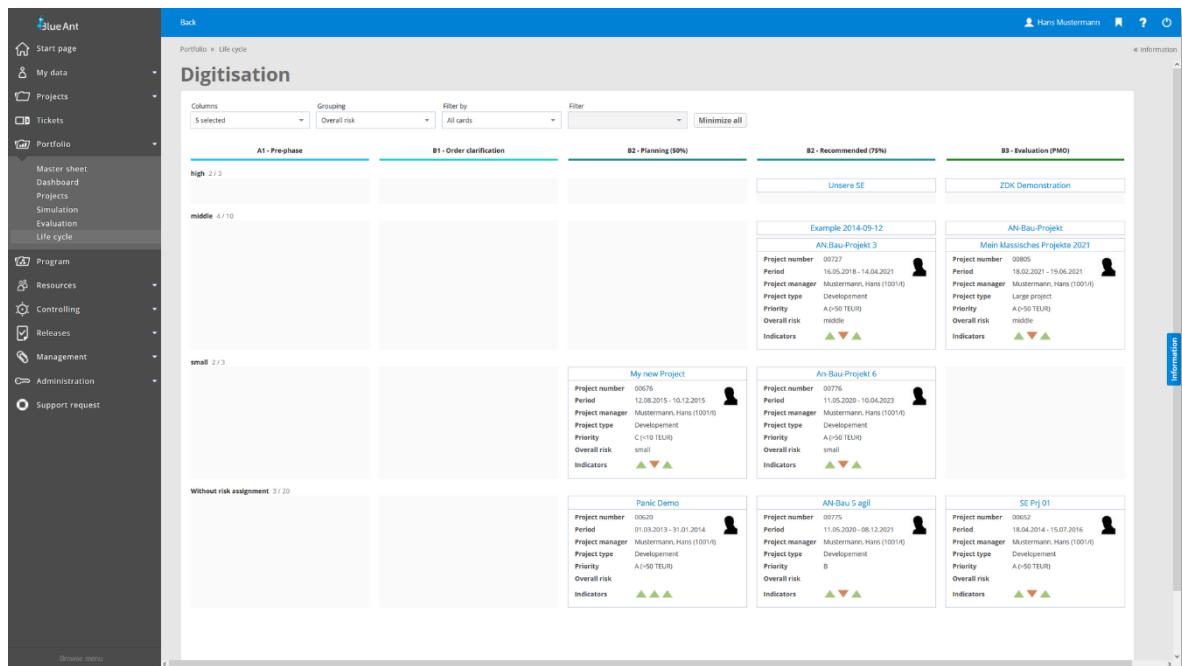 Blue Ant
Back
Hans Mustermann
?
Start page
My data
Projects
Tickets
Portfolio
Master sheet
Dashboard
Projects
Simulation
Evaluation
Life cycle
Program
Resources
Controlling
Releases
Management
Administration
Support request
Browse menu
Portfolio » Life cycle
« Information
Digitisation
Columns Grouping Filter by Filter
5 selected Overall risk All cards Minimize all
A1 - Pre-phase B1 - Order clarification B2 - Planning (50%) B2 - Recommended (75%) B3 - Evaluation (PMO)
high 2 / 3
Unsere SE
ZDK Demonstration
middle 4 / 10
Example 2014-09-12
AN.Bau-Projekt 3
Project number 00727
Period 16.05.2018 - 14.04.2021
Project manager Mustermann, Hans (1001/I)
Project type Developement
Priority A (>50 TEUR)
Overall risk middle
Indicators
AN-Bau-Projekt
Mein klassisches Projekte 2021
Project number 00805
Period 18.02.2021 - 19.06.2021
Project manager Mustermann, Hans (1001/I)
Project type Large project
Priority A (>50 TEUR)
Overall risk middle
Indicators
small 2 / 3
My new Project
Project number 00676
Period 12.08.2015 - 10.12.2015
Project manager Mustermann, Hans (1001/I)
Project type Developement
Priority C (<10 TEUR)
Overall risk small
Indicators
An-Bau-Projekt 6
Project number 00776
Period 11.05.2020 - 10.04.2023
Project manager Mustermann, Hans (1001/I)
Project type Developement
Priority A (>50 TEUR)
Overall risk small
Indicators
Without risk assignment 3 / 20
Panic Demo
Project number 00620
Period 01.03.2013 - 31.01.2014
Project manager Mustermann, Hans (1001/I)
Project type Developement
Priority A (>50 TEUR)
Overall risk
Indicators
AN-Bau 5 agil
Project number 00775
Period 11.05.2020 - 08.12.2021
Project manager Mustermann, Hans (1001/I)
Project type Developement
Priority B
Overall risk
Indicators
SE Prj 01
Project number 00652
Period 18.04.2014 - 15.07.2016
Project manager Mustermann, Hans (1001/I)
Project type Developement
Priority A (>50 TEUR)
Overall risk
Indicators
Information